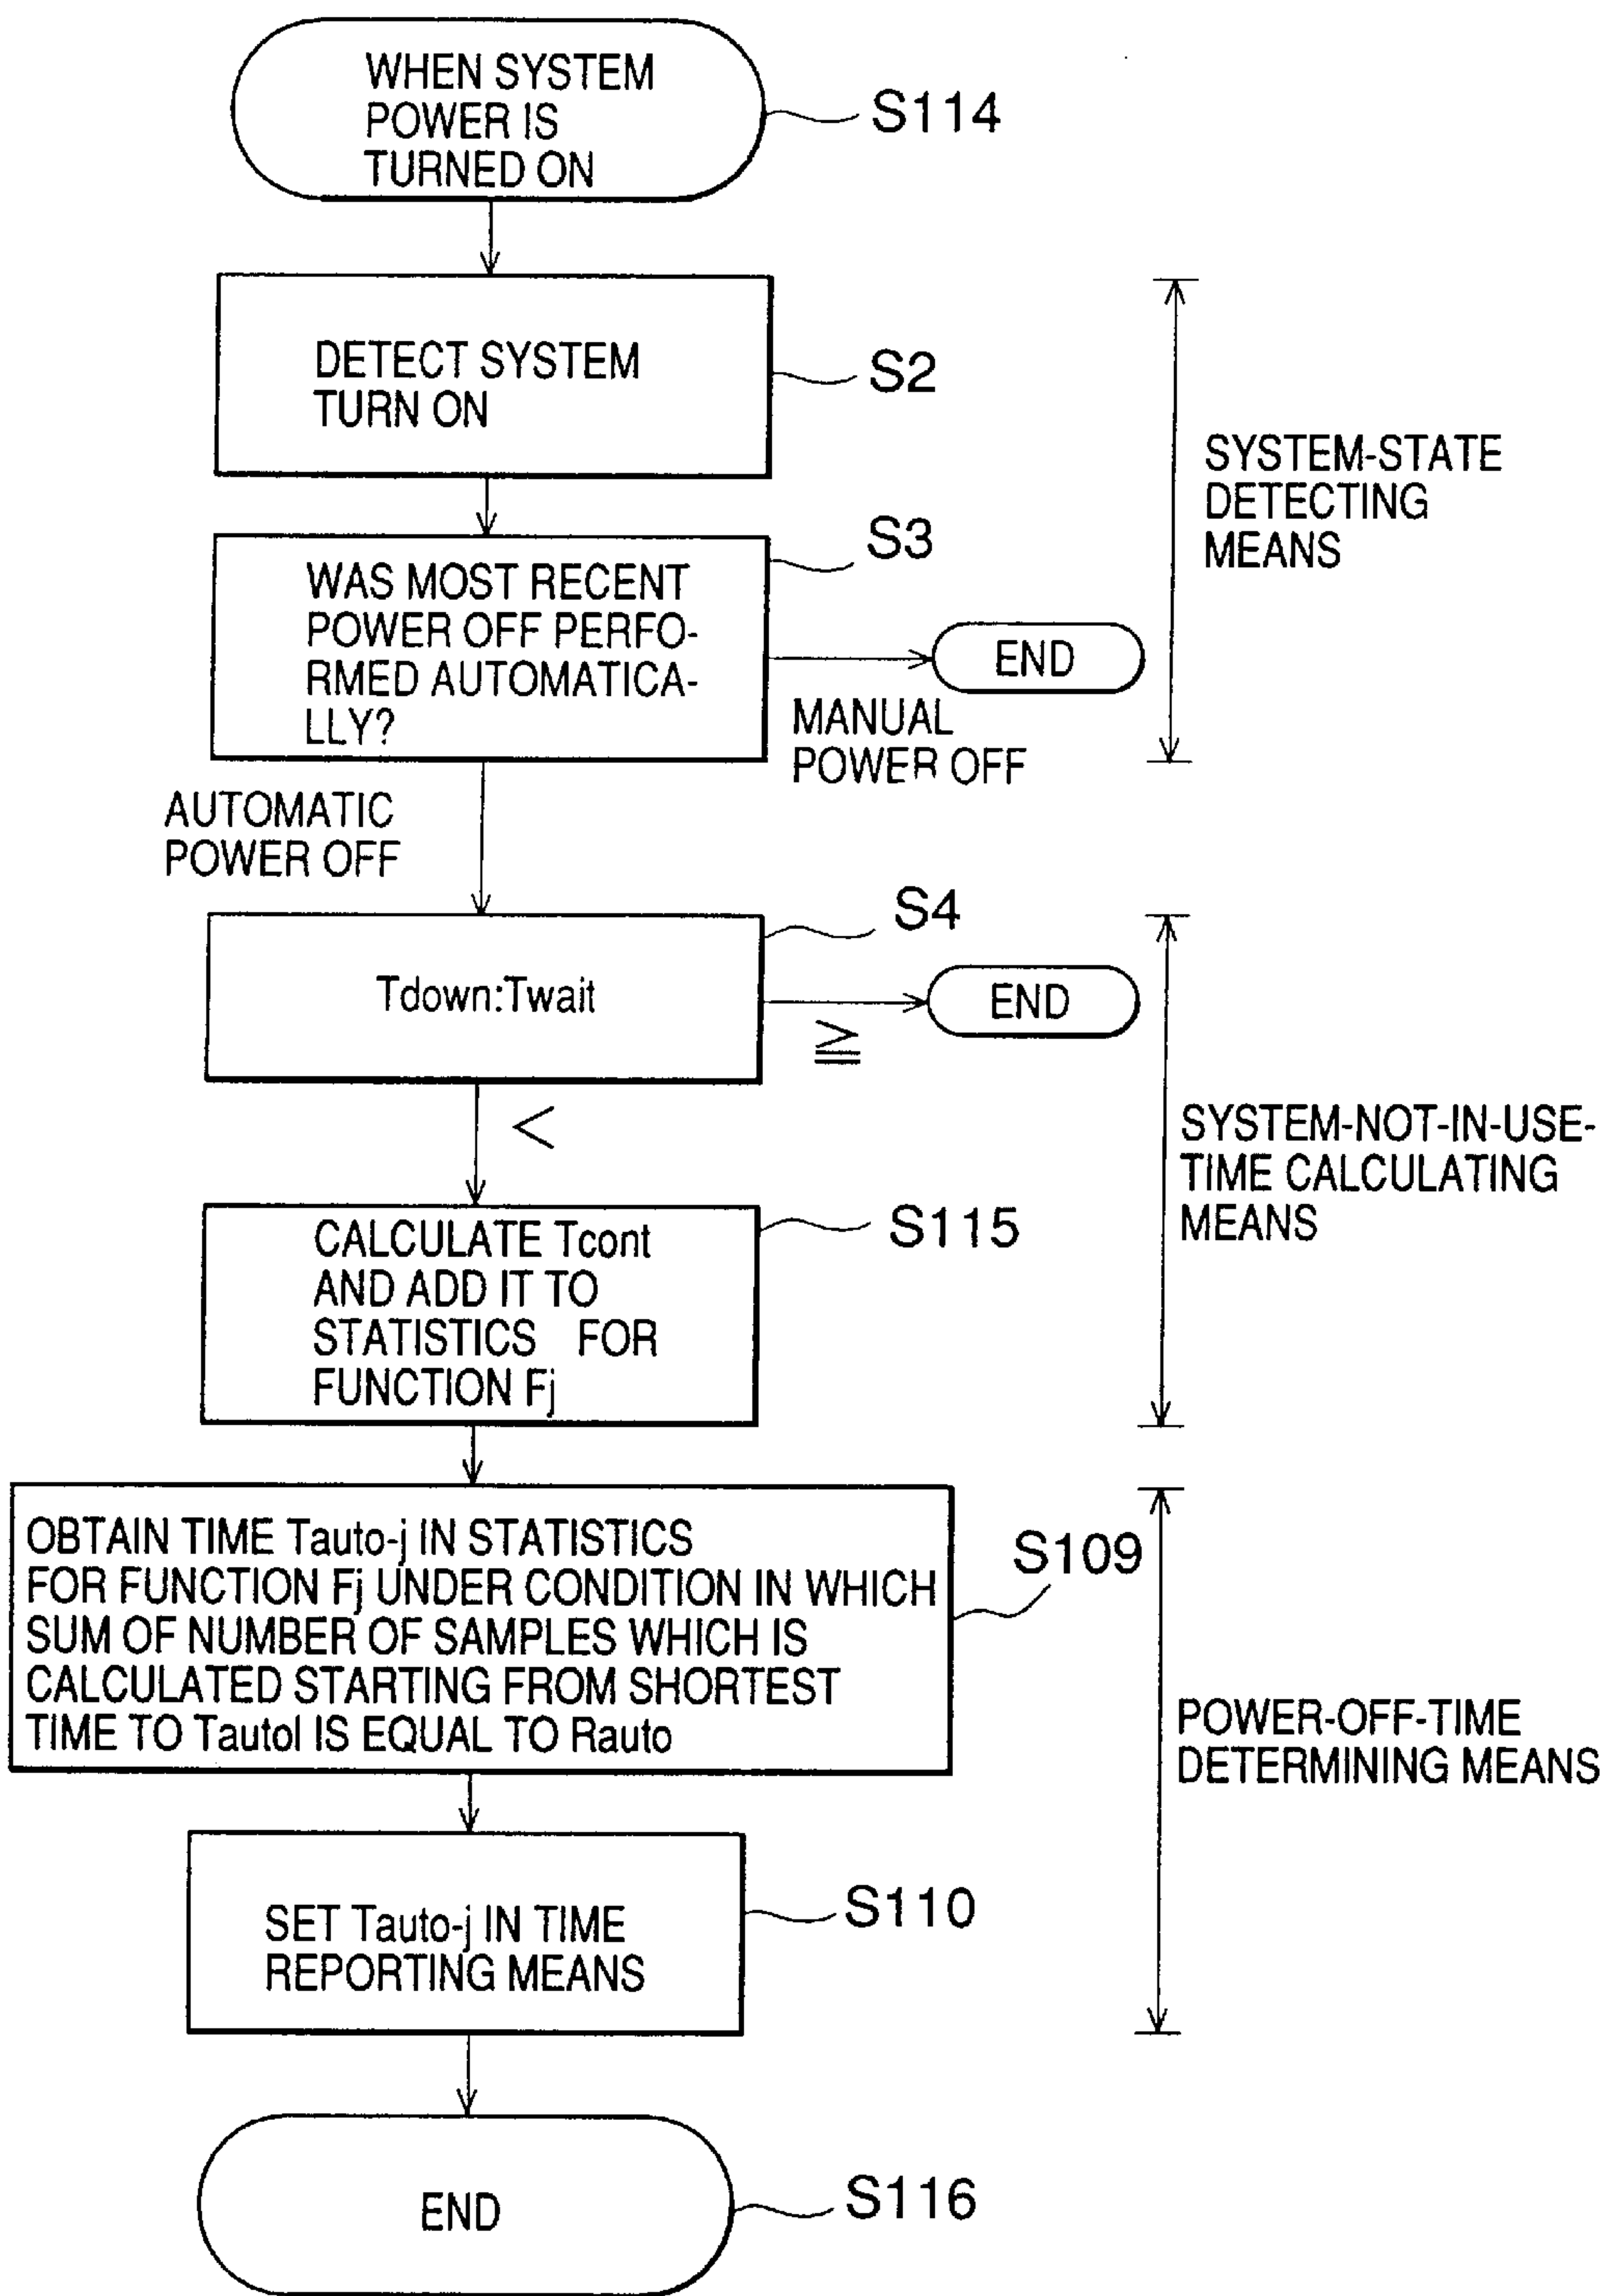 WHEN SYSTEM
POWER IS
TURNED ON
S114
DETECT SYSTEM
TURN ON
S2
SYSTEM-STATE
DETECTING
MEANS
WAS MOST RECENT
POWER OFF PERFO-
RMED AUTOMATICA-
LLY?
S3
END
MANUAL
POWER OFF
AUTOMATIC
POWER OFF
S4
Tdown:Twait
END
≧
<
SYSTEM-NOT-IN-USE-
TIME CALCULATING
MEANS
CALCULATE Tcont
AND ADD IT TO
STATISTICS FOR
FUNCTION Fj
S115
OBTAIN TIME Tauto-j IN STATISTICS
FOR FUNCTION Fj UNDER CONDITION IN WHICH
SUM OF NUMBER OF SAMPLES WHICH IS
CALCULATED STARTING FROM SHORTEST
TIME TO Tautol IS EQUAL TO Rauto
S109
POWER-OFF-TIME
DETERMINING MEANS
SET Tauto-j IN TIME
REPORTING MEANS
S110
END
S116